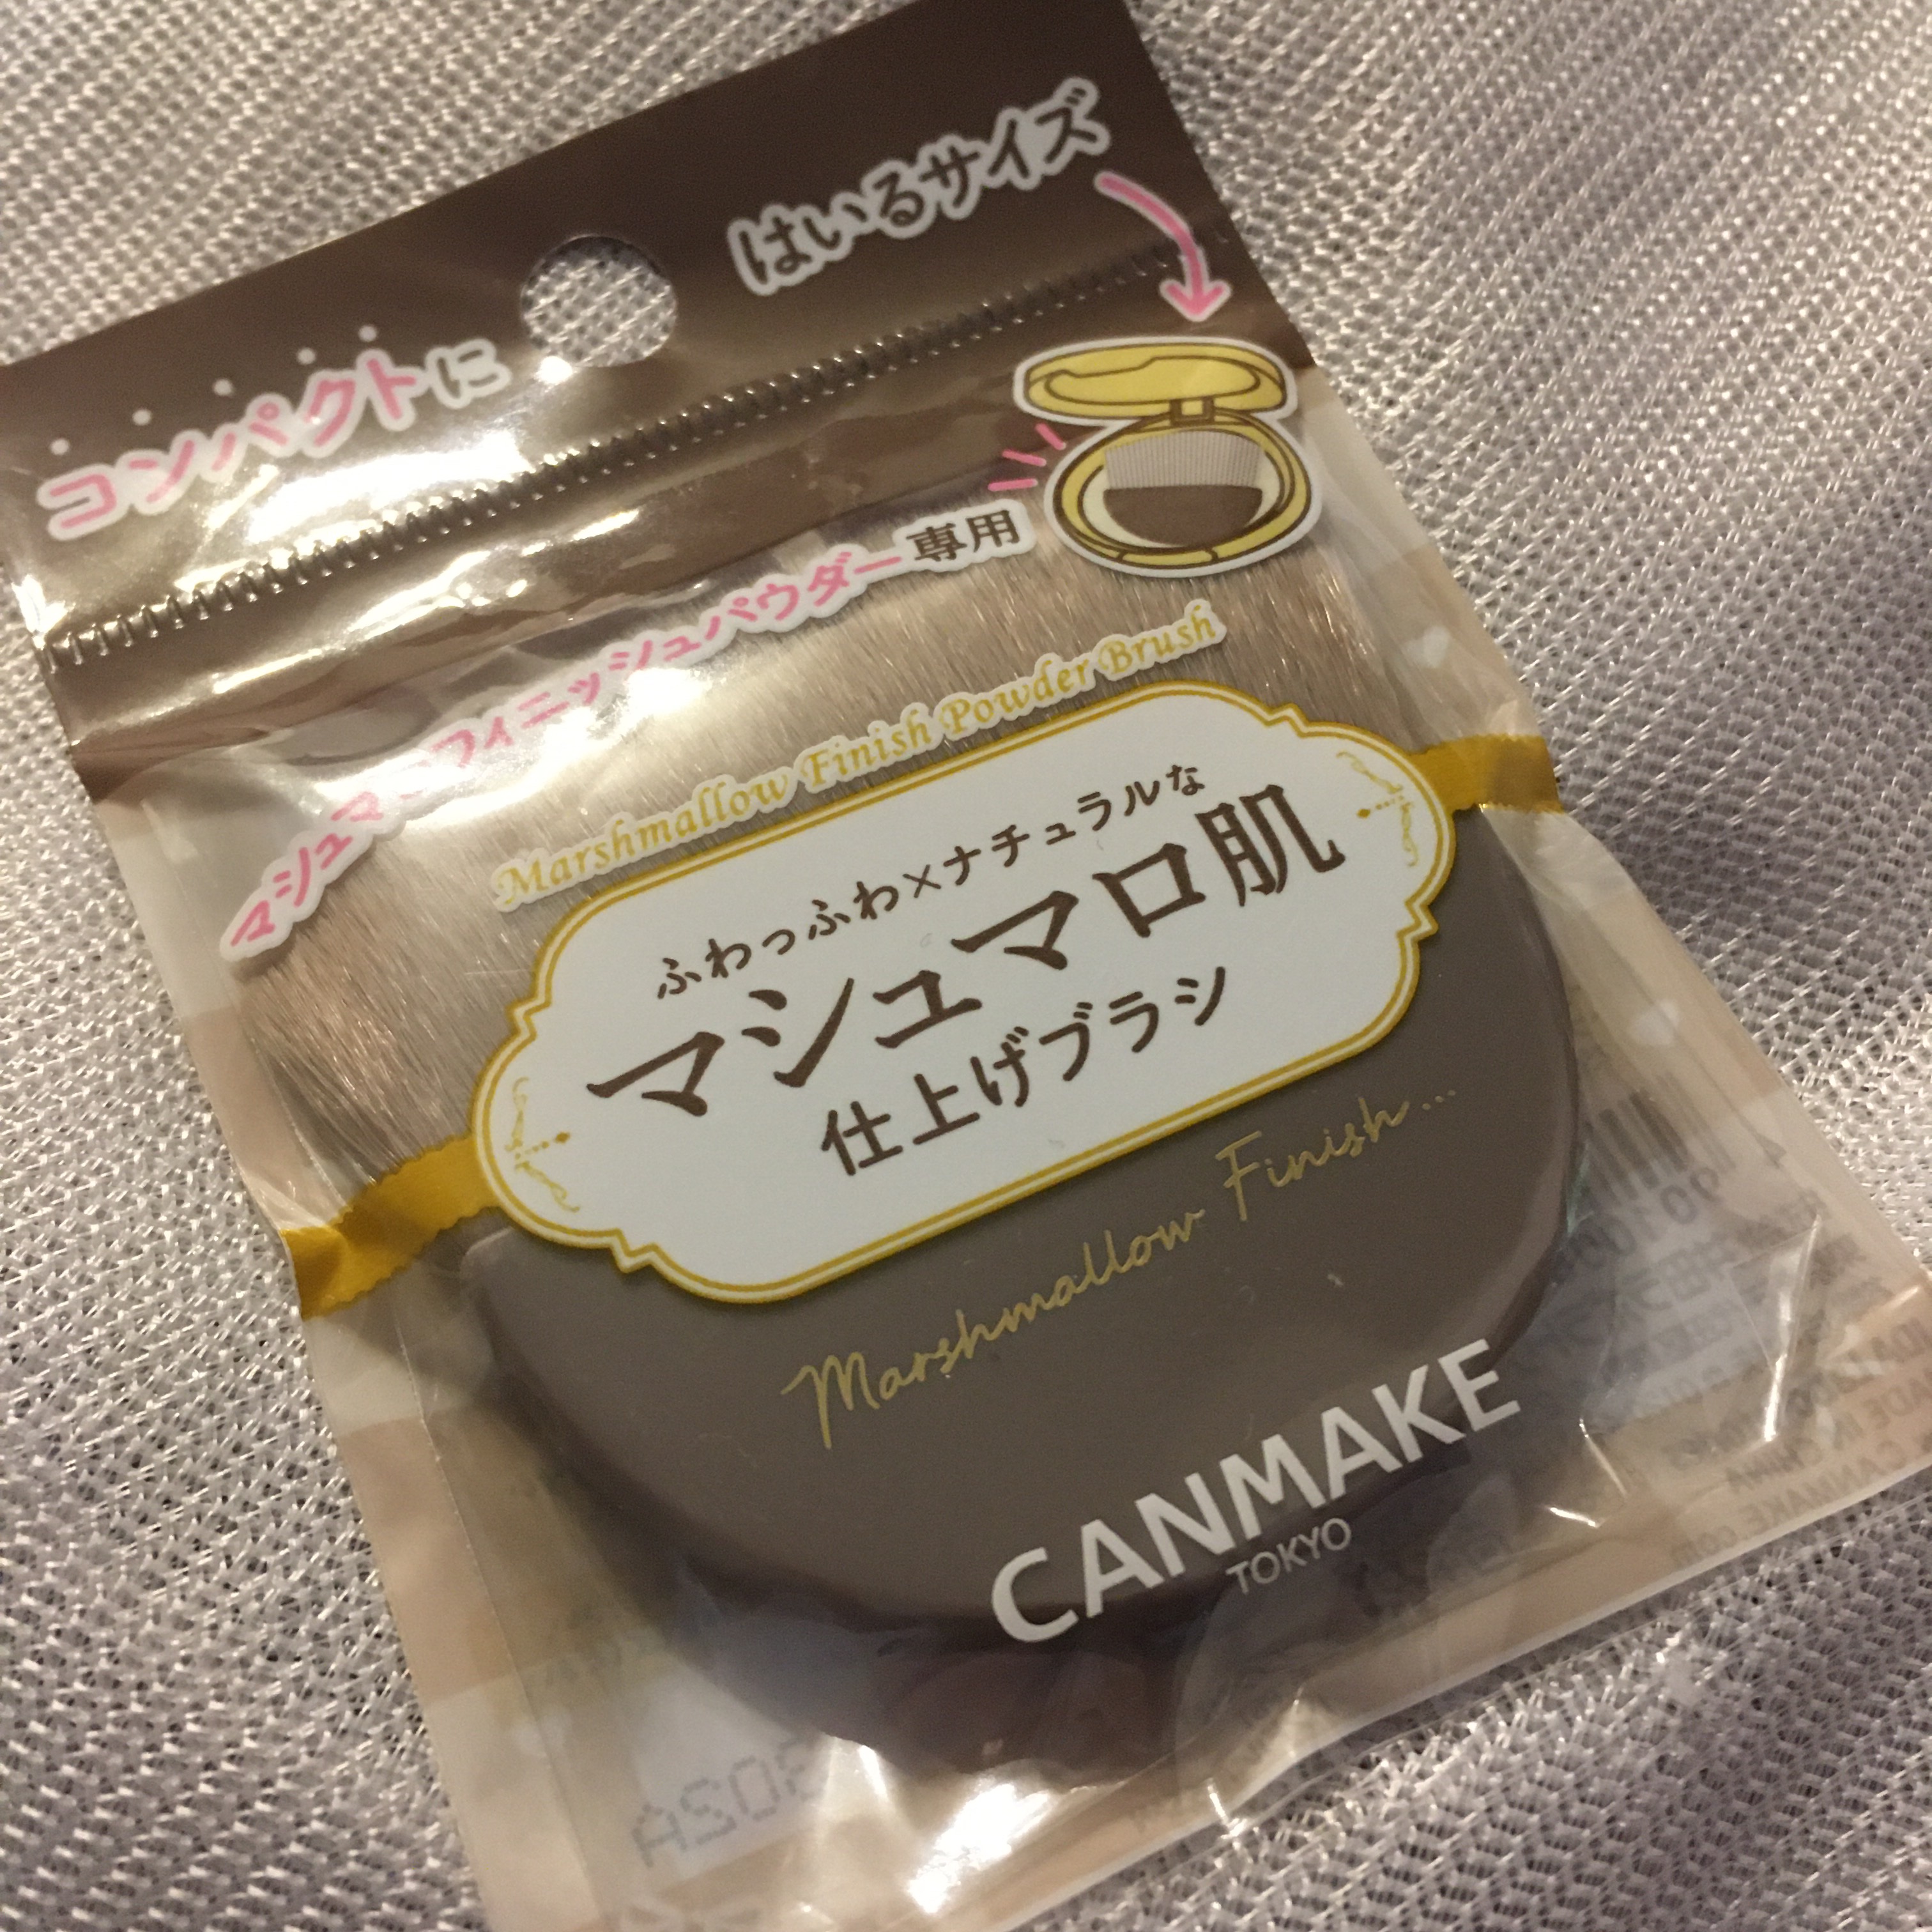 コンパクトに
はいるサイズ
マシュマロフィニッシュパウダー専用
Marshmallow Finish Powder Brush
ふわっふわ×ナチュラルな
マシュマロ肌
仕上げブラシ
Marshmallow Finish...
CANMAKE
TOKYO